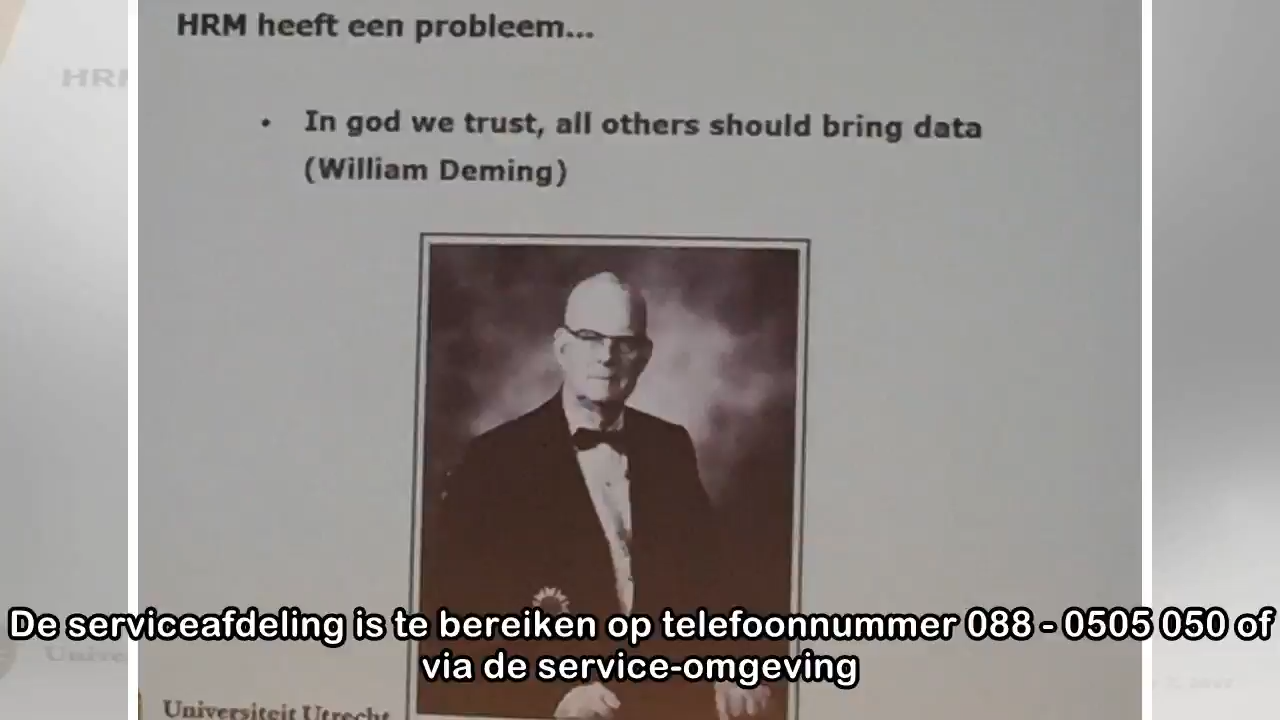 HRM heeft een probleem...
• In god we trust, all others should bring data
(William Deming)
De serviceafdeling is te bereiken op telefoonnummer 088 - 0505 050 of
via de service-omgeving
Universiteit Utrecht